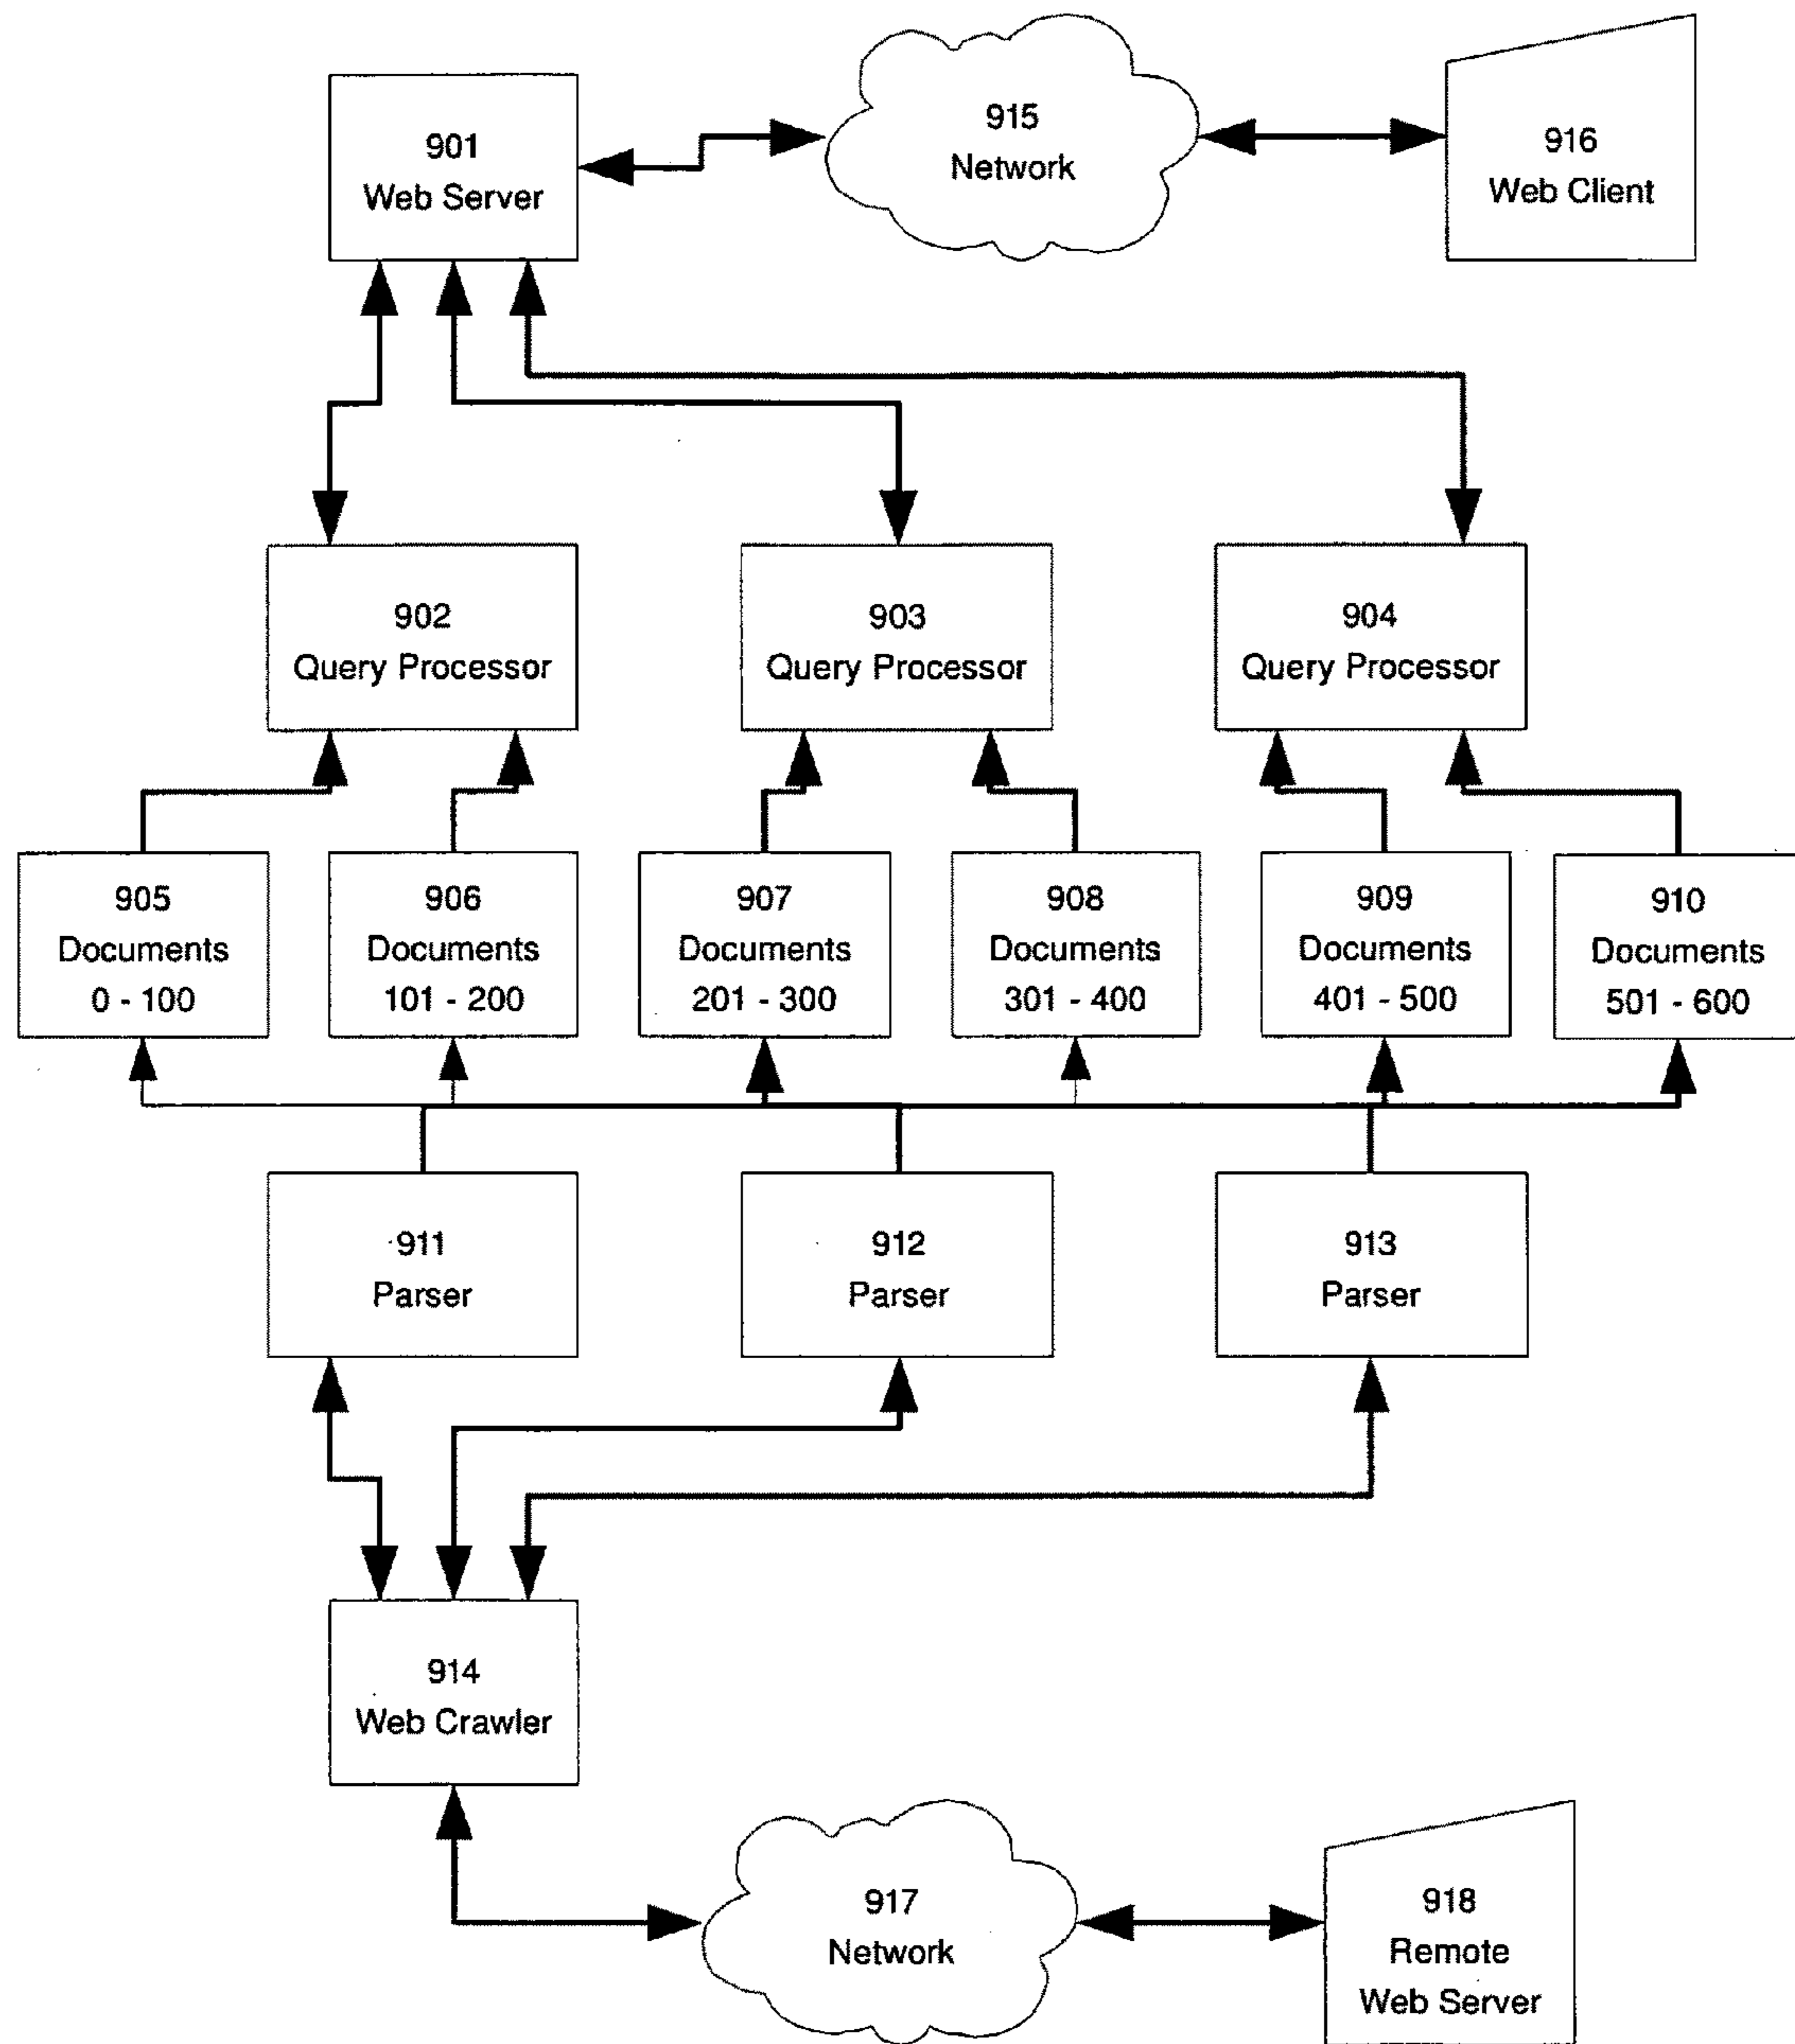 901
Web Server
915
Network
916
Web Client
902
Query Processor
903
Query Processor
904
Query Processor
905
Documents
0 - 100
906
Documents
101 - 200
907
Documents
201 - 300
908
Documents
301 - 400
909
Documents
401 - 500
910
Documents
501 - 600
911
Parser
912
Parser
913
Parser
914
Web Crawler
917
Network
918
Remote
Web Server